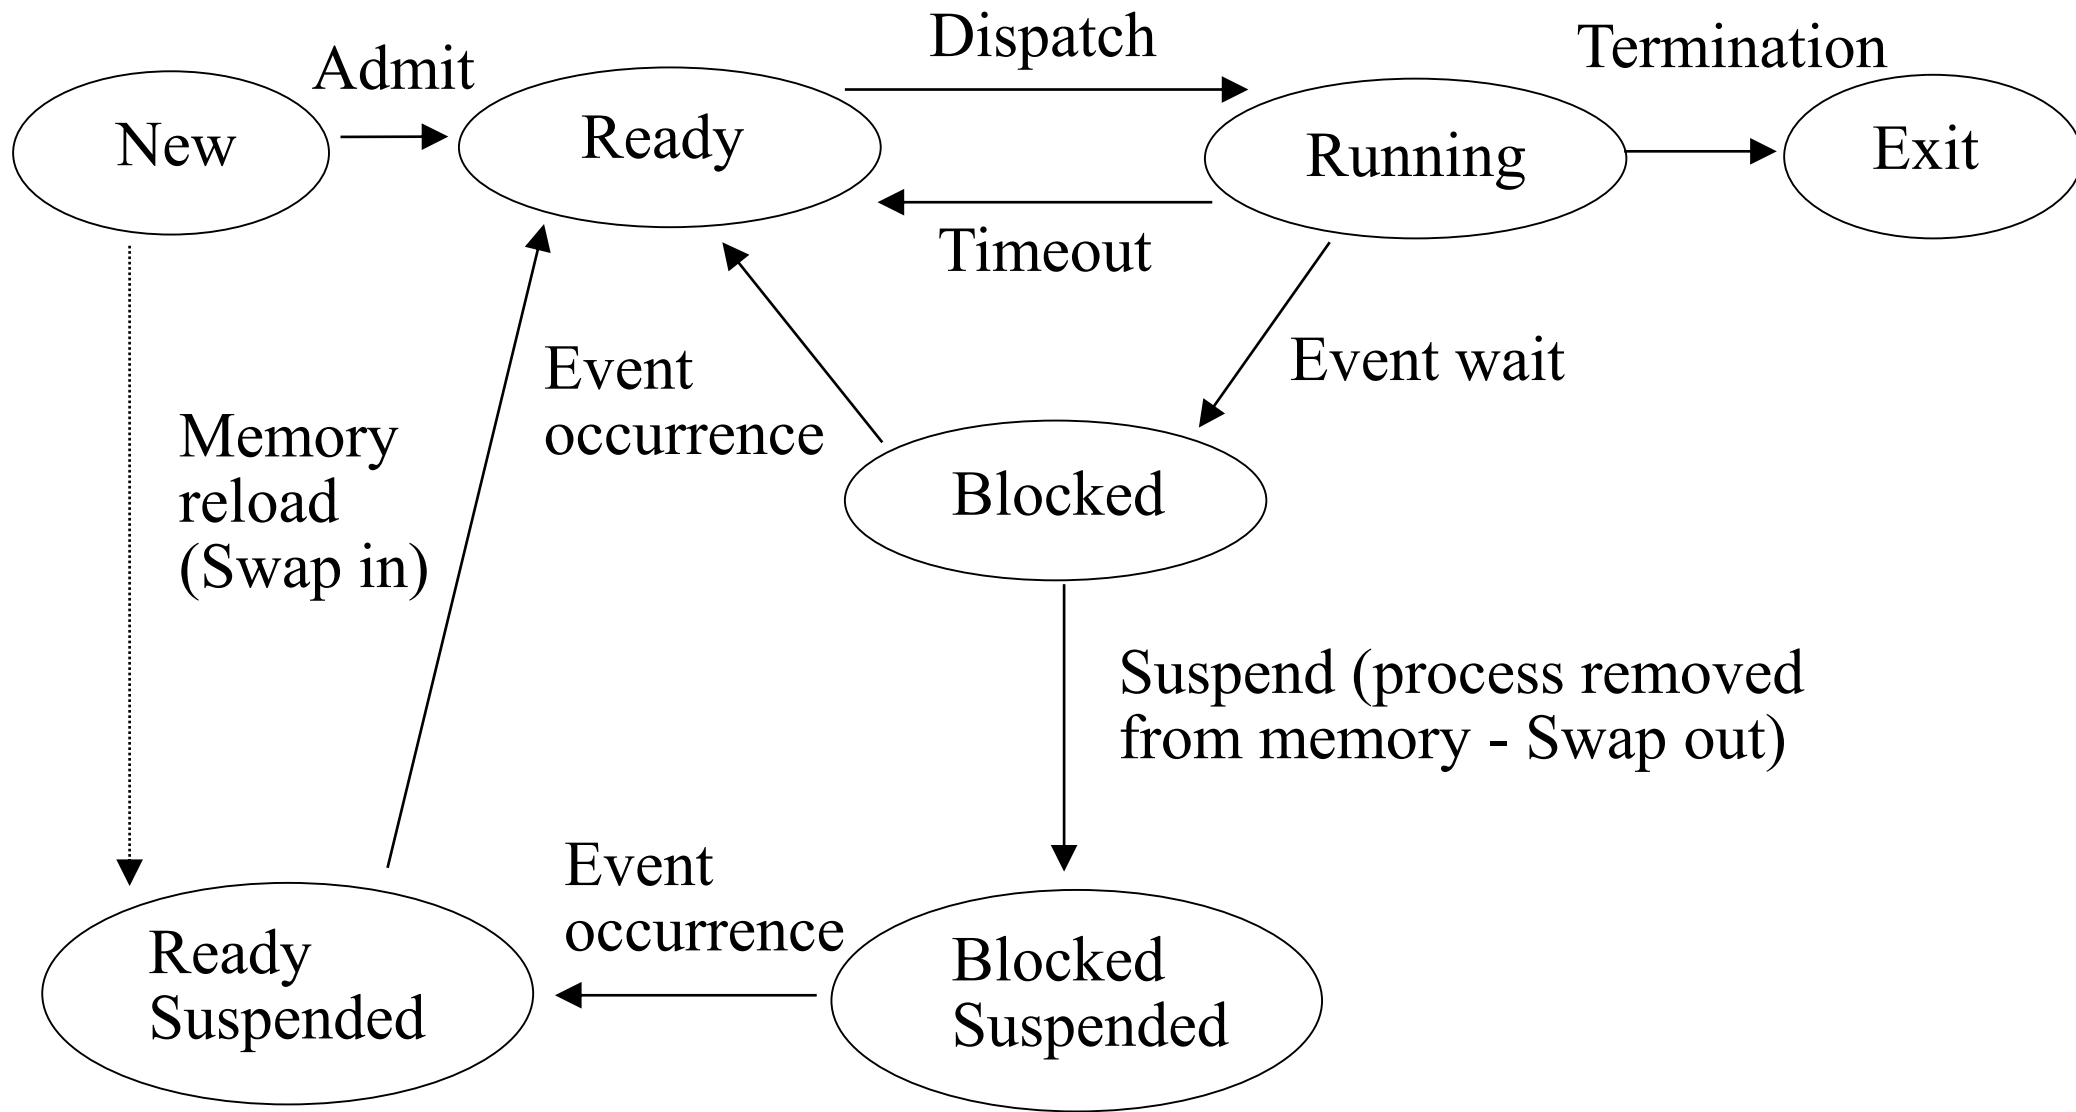 Dispatch
Termination
Admit
New
Ready
Running
Exit
Timeout
Event wait
Event
occurrence
Memory
reload
(Swap in)
Blocked
Suspend (process removed
from memory - Swap out)
Event
occurrence
Ready
Suspended
Blocked
Suspended